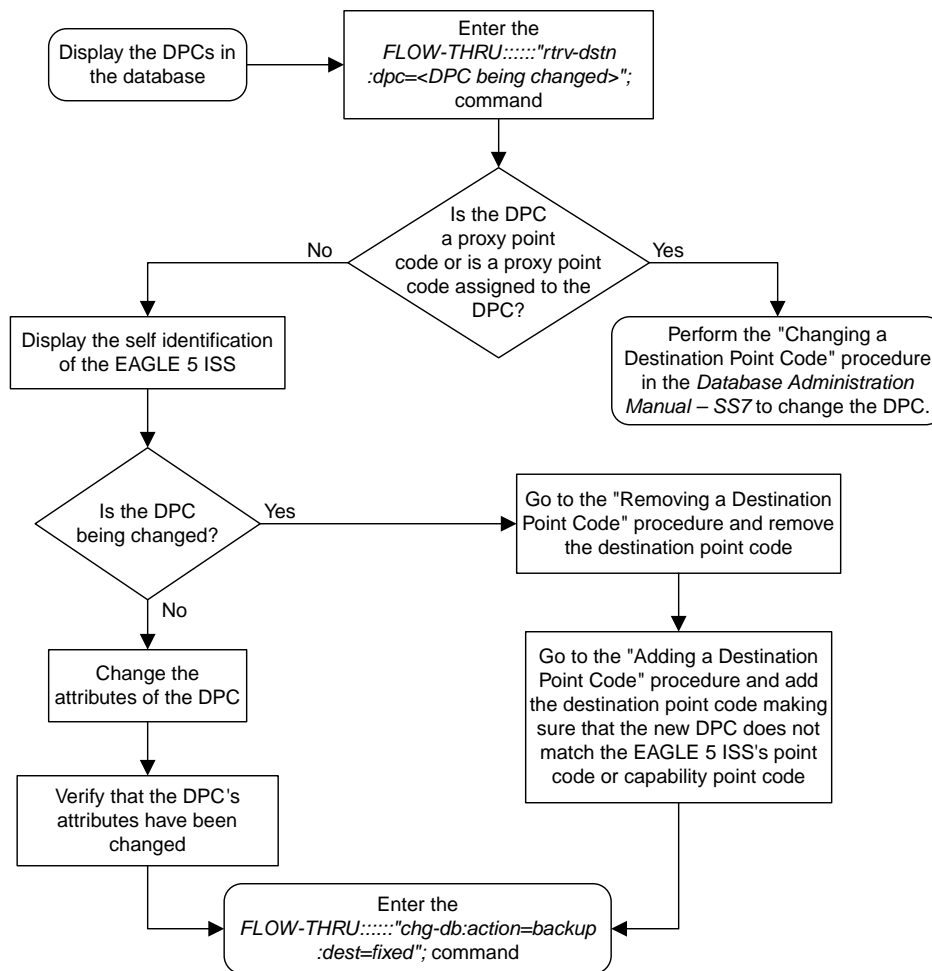 Display the DPCs in
the database
Enter the
FLOW-THRU::::::"rtrv-dstn
:dpc=<DPC being changed>";
command
Is the DPC
a proxy point
code or is a proxy point
code assigned to the
DPC?
No
Yes
Display the self identification
of the EAGLE 5 ISS
Perform the "Changing a
Destination Point Code" procedure
in the Database Administration
Manual – SS7 to change the DPC.
Is the DPC
being changed?
Yes
No
Go to the "Removing a Destination
Point Code" procedure and remove
the destination point code
Change the
attributes of the DPC
Go to the "Adding a Destination
Point Code" procedure and add
the destination point code making
sure that the new DPC does not
match the EAGLE 5 ISS's point
code or capability point code
Verify that the DPC's
attributes have been
changed
Enter the
FLOW-THRU::::::"chg-db:action=backup
:dest=fixed"; command